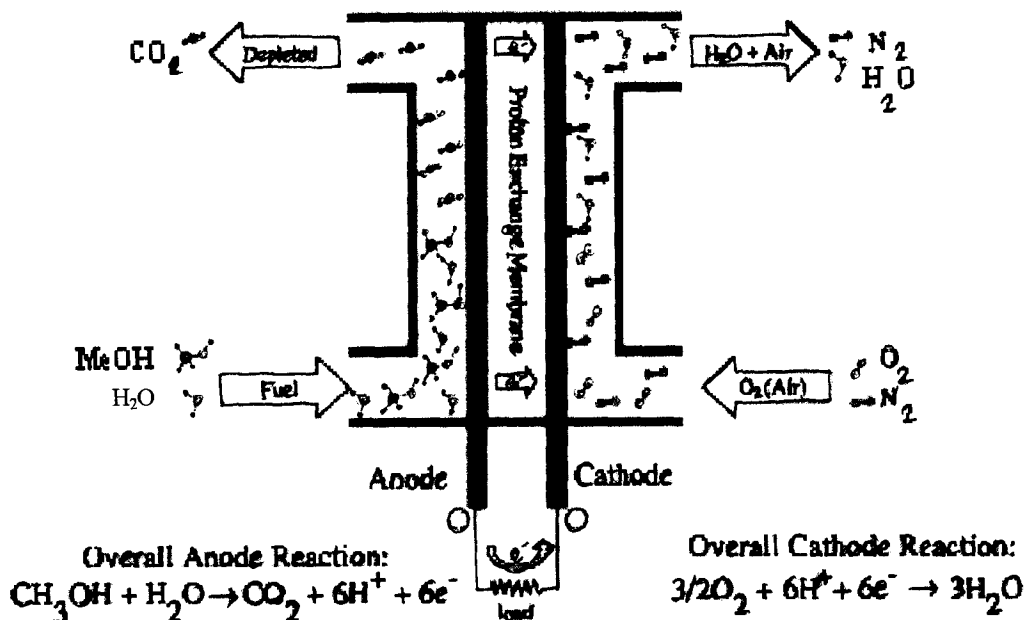 CO2
Depleted
H2O + Air
N2
H2O
Proton Exchange Membrane
MeOH
H2O
Fuel
O2 (Air)
O2
N2
Anode
Cathode
e-
load
Overall Anode Reaction:
CH3OH + H2O → CO2 + 6H+ + 6e-
Overall Cathode Reaction:
3/2O2 + 6H+ + 6e- → 3H2O